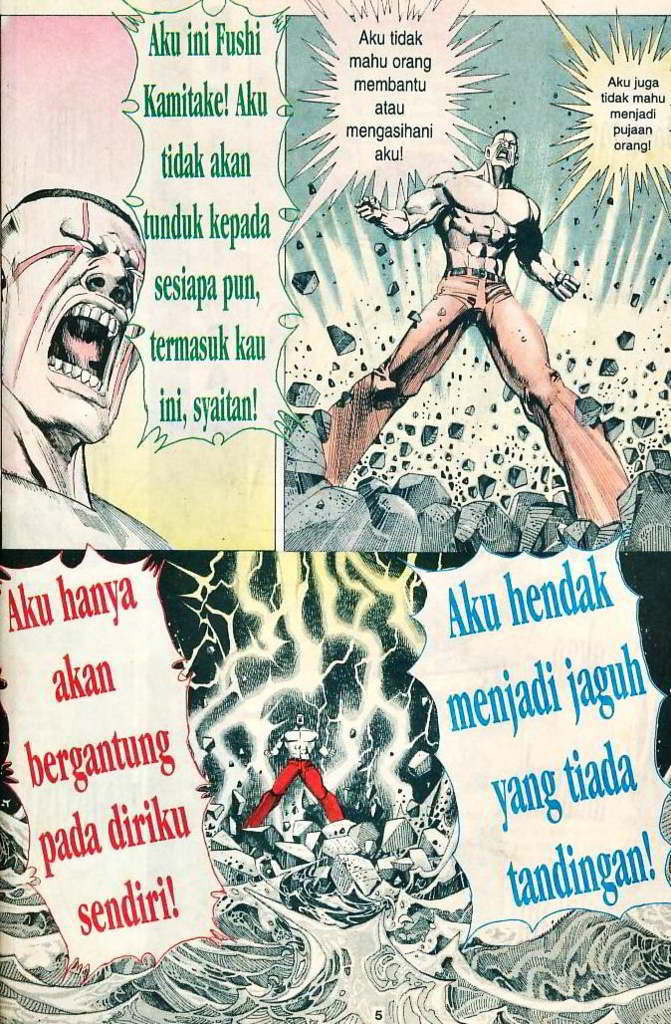 Aku ini Fushi
Kamitake! Aku
tidak akan
tunduk kepada
sesiapa pun,
termasuk kau
ini, syaitan!
Aku tidak
mahu orang
membantu
atau
mengasihani
aku!
Aku juga
tidak mahu
menjadi
pujaan
orang!
Aku hanya
akan
bergantung
pada diriku
sendiri!
Aku hendak
menjadi jaguh
yang tiada
tandingan!
5